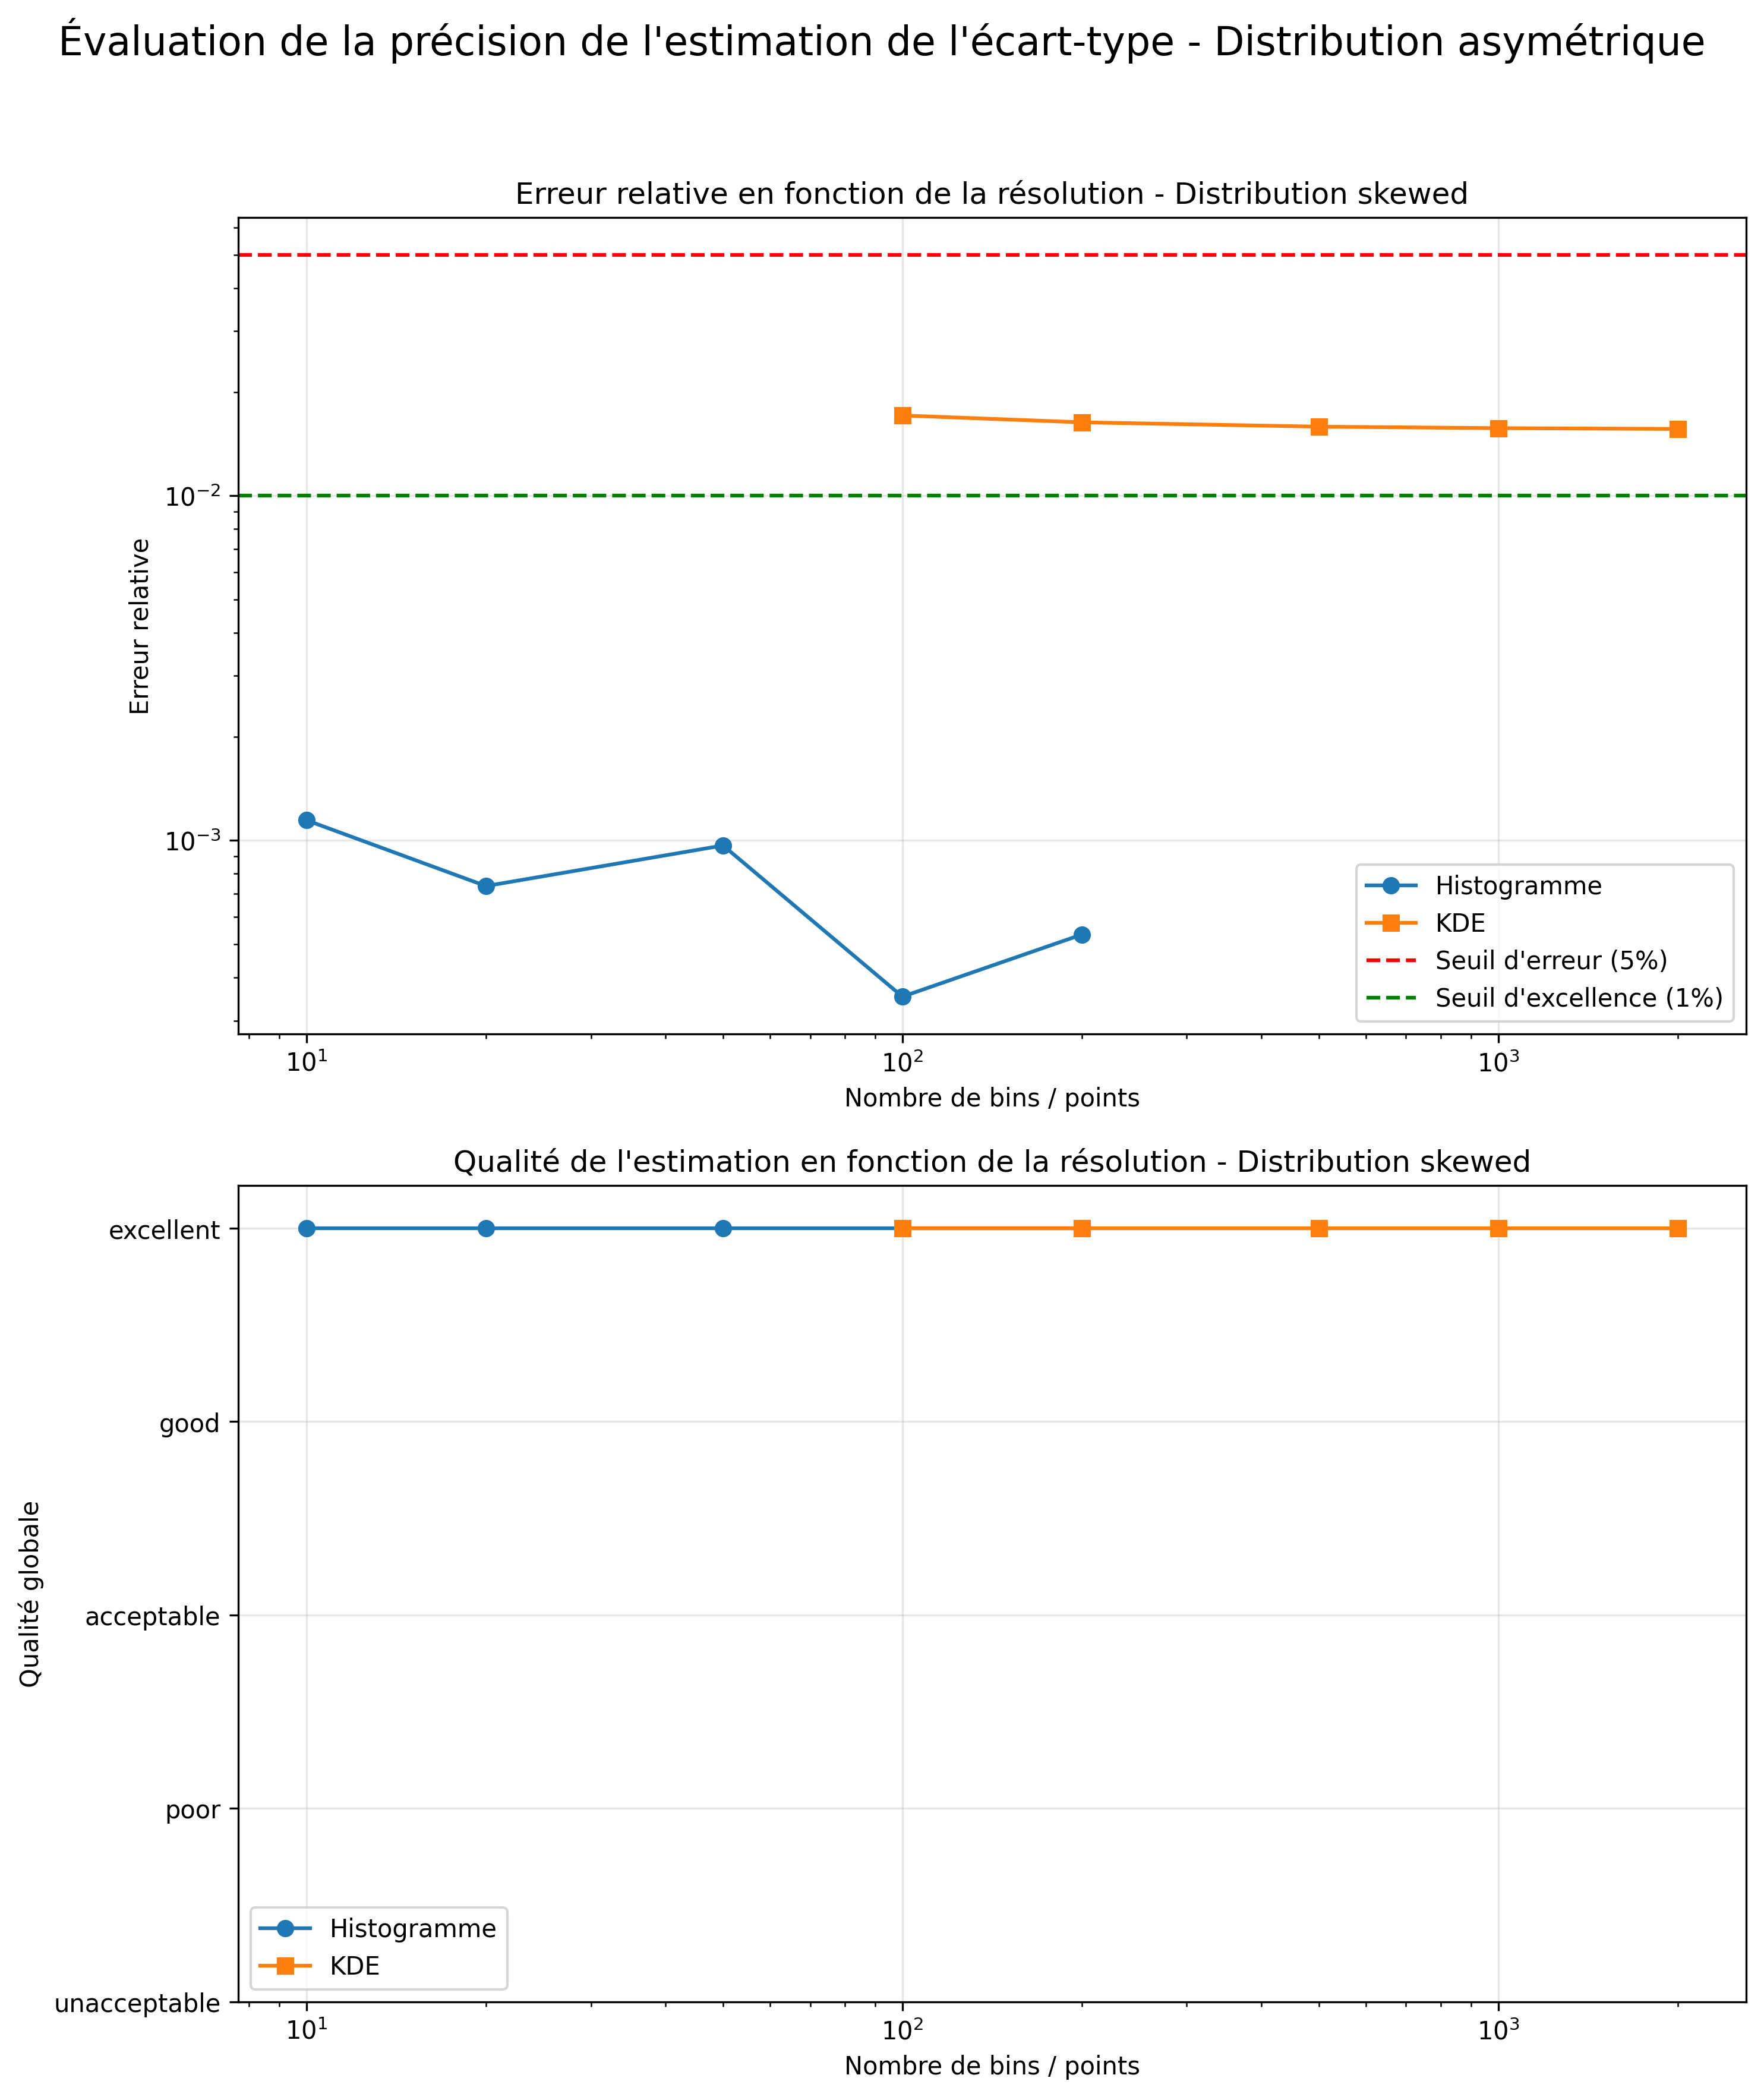 Évaluation de la précision de l'estimation de l'écart-type - Distribution asymétrique
Erreur relative en fonction de la résolution - Distribution skewed
Erreur relative
10⁻²
10⁻³
Histogramme
KDE
Seuil d'erreur (5%)
Seuil d'excellence (1%)
10¹
10²
10³
Nombre de bins / points
Qualité de l'estimation en fonction de la résolution - Distribution skewed
Qualité globale
excellent
good
acceptable
poor
unacceptable
Histogramme
KDE
10¹
10²
10³
Nombre de bins / points